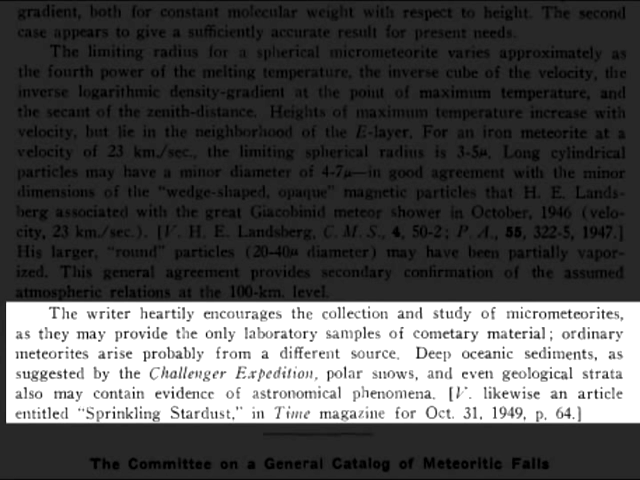 gradient, both for constant molecular weight with respect to height. The second
case appears to give a sufficiently accurate result for present needs.
The limiting radius for a spherical micrometeorite varies approximately as
the fourth power of the melting temperature, the inverse cube of the velocity, the
inverse logarithmic density-gradient at the point of maximum temperature, and
the secant of the zenith-distance. Heights of maximum temperature increase with
velocity, but lie in the neighborhood of the E-layer. For an iron meteorite at a
velocity of 23 km./sec., the limiting spherical radius is 3-5μ. Long cylindrical
particles may have a minor diameter of 4-7μ—in good agreement with the minor
dimensions of the "wedge-shaped, opaque" magnetic particles that H. E. Lands-
berg associated with the great Giacobinid meteor shower in October, 1946 (velo-
city, 23 km./sec.). [V. H. E. Landsberg, C. M. S., 4, 50-2; P. A., 55, 322-5, 1947.]
His larger, "round" particles (20-40μ diameter) may have been partially vapor-
ized. This general agreement provides secondary confirmation of the assumed
atmospheric relations at the 100-km. level.
The writer heartily encourages the collection and study of micrometeorites,
as they may provide the only laboratory samples of cometary material; ordinary
meteorites arise probably from a different source. Deep oceanic sediments, as
suggested by the Challenger Expedition, polar snows, and even geological strata
also may contain evidence of astronomical phenomena. [V. likewise an article
entitled "Sprinkling Stardust," in Time magazine for Oct. 31, 1949, p. 64.]
The Committee on a General Catalog of Meteoritic Falls